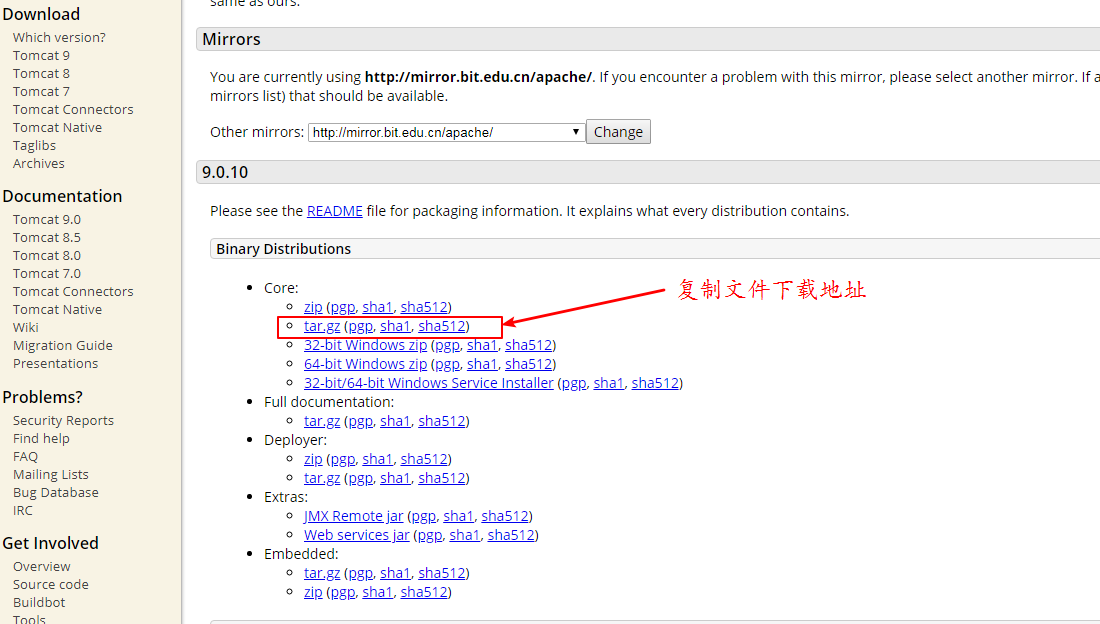 Download
Which version?
Tomcat 9
Tomcat 8
Tomcat 7
Tomcat Connectors
Tomcat Native
Taglibs
Archives
Documentation
Tomcat 9.0
Tomcat 8.5
Tomcat 8.0
Tomcat 7.0
Tomcat Connectors
Tomcat Native
Wiki
Migration Guide
Presentations
Problems?
Security Reports
Find help
FAQ
Mailing Lists
Bug Database
IRC
Get Involved
Overview
Source code
Buildbot
Tools
same as ours.
Mirrors
You are currently using http://mirror.bit.edu.cn/apache/. If you encounter a problem with this mirror, please select another mirror. If a
mirrors list) that should be available.
Other mirrors: http://mirror.bit.edu.cn/apache/ Change
9.0.10
Please see the README file for packaging information. It explains what every distribution contains.
Binary Distributions
Core:
zip (pgp, sha1, sha512)
tar.gz (pgp, sha1, sha512)
复制文件下载地址
32-bit Windows zip (pgp, sha1, sha512)
64-bit Windows zip (pgp, sha1, sha512)
32-bit/64-bit Windows Service Installer (pgp, sha1, sha512)
Full documentation:
tar.gz (pgp, sha1, sha512)
Deployer:
zip (pgp, sha1, sha512)
tar.gz (pgp, sha1, sha512)
Extras:
JMX Remote jar (pgp, sha1, sha512)
Web services jar (pgp, sha1, sha512)
Embedded:
tar.gz (pgp, sha1, sha512)
zip (pgp, sha1, sha512)